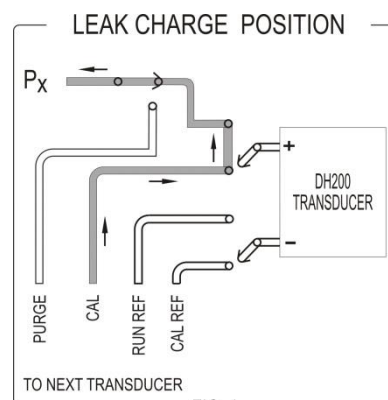 LEAK CHARGE POSITION
Px
+
DH200
TRANSDUCER
−
PURGE
CAL
RUN REF
CAL REF
TO NEXT TRANSDUCER